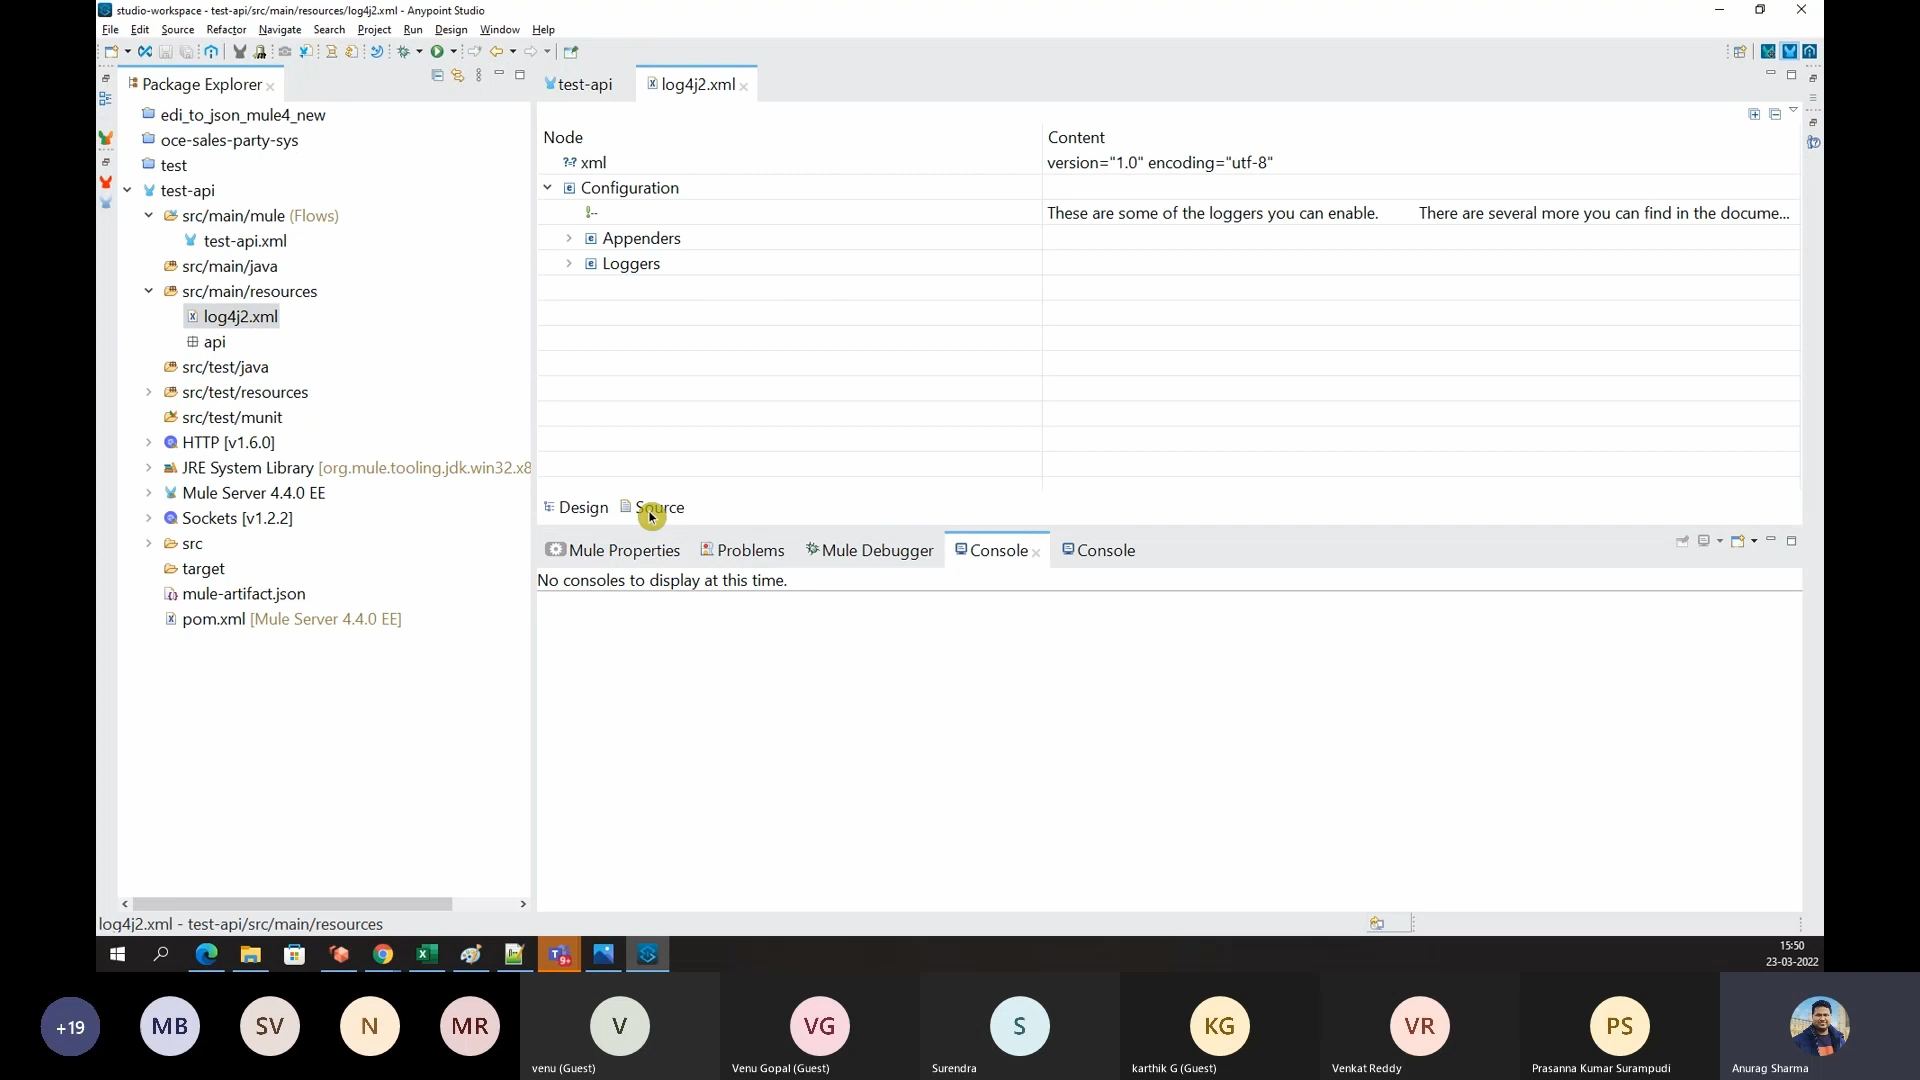 studio-workspace - test-api/src/main/resources/log4j2.xml - Anypoint Studio
File Edit Source Refactor Navigate Search Project Run Design Window Help
Package Explorer
test-api
log4j2.xml
edi_to_json_mule4_new
oce-sales-party-sys
test
test-api
src/main/mule (Flows)
test-api.xml
src/main/java
src/main/resources
log4j2.xml
api
src/test/java
src/test/resources
src/test/munit
HTTP [v1.6.0]
JRE System Library [org.mule.tooling.jdk.win32.x8
Mule Server 4.4.0 EE
Sockets [v1.2.2]
src
target
mule-artifact.json
pom.xml [Mule Server 4.4.0 EE]
Node Content
?=? xml version="1.0" encoding="utf-8"
e Configuration
!-- These are some of the loggers you can enable. There are several more you can find in the docume...
e Appenders
e Loggers
Design Source
Mule Properties Problems Mule Debugger Console Console
No consoles to display at this time.
log4j2.xml - test-api/src/main/resources
15:50
23-03-2022
+19 MB SV N MR V VG S KG VR PS
venu (Guest) Venu Gopal (Guest) Surendra karthik G (Guest) Venkat Reddy Prasanna Kumar Surampudi Anurag Sharma